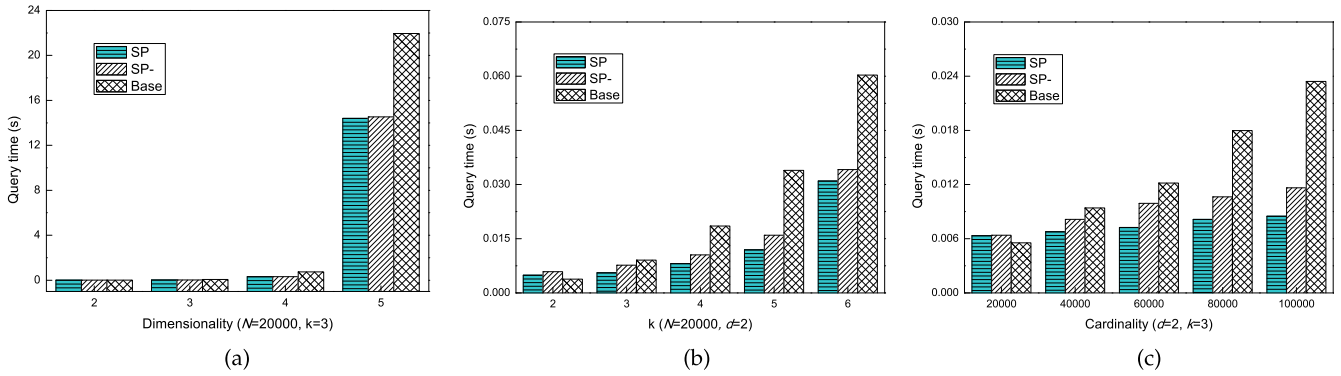 24
22
16
14
12
8
4
0
Query time (s)
SP
SP-
Base
2 3 4 5
Dimensionality (N=20000, k=3)
(a)
0.075
0.060
0.045
0.030
0.015
0.000
Query time (s)
SP
SP-
Base
2 3 4 5 6
k (N=20000, d=2)
(b)
0.030
0.024
0.018
0.012
0.006
0.000
Query time (s)
SP
SP-
Base
20000 40000 60000 80000 100000
Cardinality (d=2, k=3)
(c)